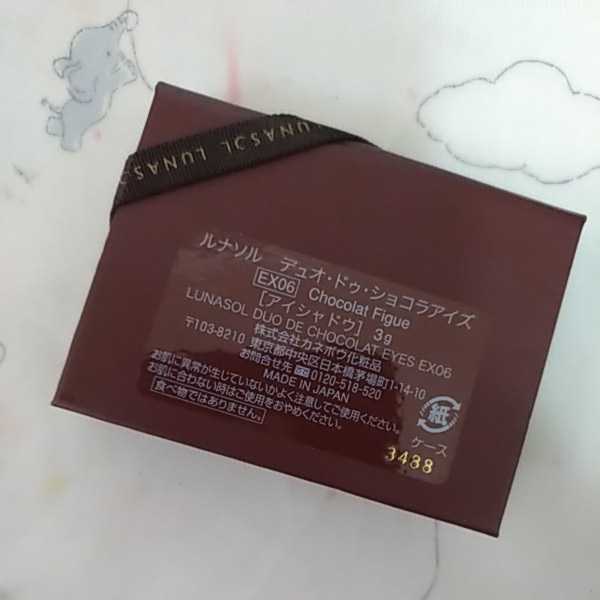 LUNASOL LUNASOL
ルナソル デュオ・ドゥ・ショコラアイズ
EX06 Chocolat Figue
［アイシャドウ］ 3g
LUNASOL DUO DE CHOCOLAT EYES EX06
株式会社カネボウ化粧品
〒103-8210 東京都中央区日本橋茅場町1-14-10
お問合せ先 0120-518-520
MADE IN JAPAN
お肌に異常が生じていないかよく注意してご使用ください。
お肌に合わない時はご使用をおやめください。
食べ物ではありません。
紙
ケース
3488